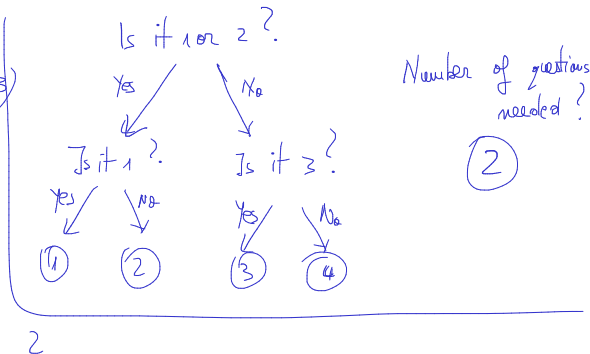 Is it 1 or 2 ?
Yes No
Number of questions
needed ?
2
Is it 1 ?
Is it 3 ?
Yes No
Yes No
1 2 3 4
2